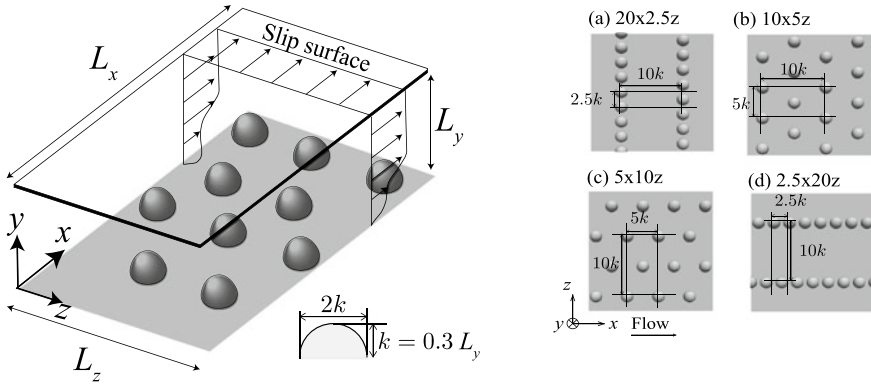 Slip surface
L_x
L_y
y
x
z
L_z
2k
k = 0.3 L_y
(a) 20x2.5z
10k
2.5k
(b) 10x5z
10k
5k
(c) 5x10z
5k
10k
(d) 2.5x20z
2.5k
10k
z
y
x
Flow